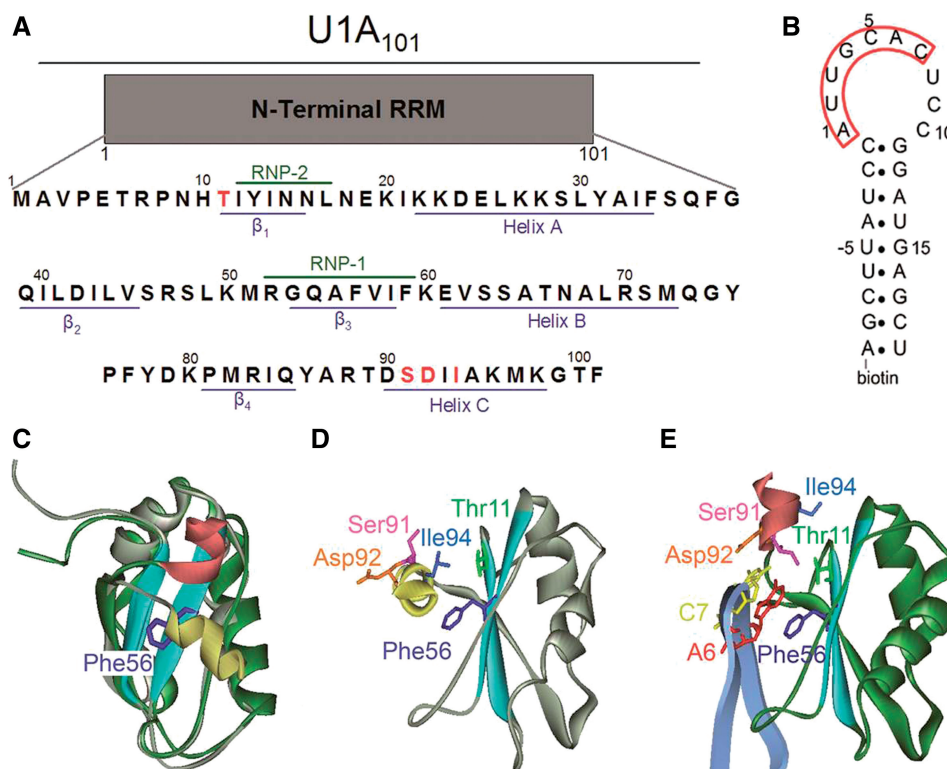 A
U1A101
N-Terminal RRM
1 101
1 10 20 30
RNP-2
MAVPETRPNHTIYINNLNEKIKKDELKKSLYAIFSQFG
β1 Helix A
40 50 60 70
RNP-1
QILDILVSRSLKMRGQAFVIFKEVSSATNALRSMQGY
β2 β3 Helix B
80 90 100
PFYDKPMRIQYARTDSDIIAKMKGTF
β4 Helix C
B
5
A U U G C A C U C C
1 10
C • G
C • G
U • A
A • U
-5 U • G 15
U • A
C • G
G • C
A • U
biotin
C
Phe56
D
Ser91
Asp92
Ile94
Thr11
Phe56
E
Ile94
Ser91
Thr11
Asp92
C7
A6
Phe56